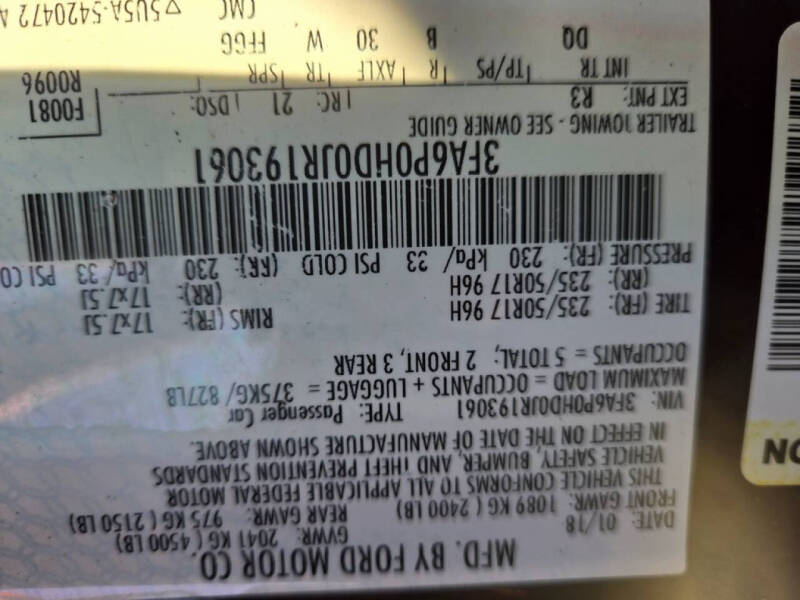 MFD. BY FORD MOTOR CO.
DATE: 01/18 GVWR: 2041 KG ( 4500 LB)
FRONT GAWR: 1089 KG ( 2400 LB) REAR GAWR: 975 KG ( 2150 LB)
THIS VEHICLE CONFORMS TO ALL APPLICABLE FEDERAL MOTOR
VEHICLE SAFETY, BUMPER, AND THEFT PREVENTION STANDARDS
IN EFFECT ON THE DATE OF MANUFACTURE SHOWN ABOVE.
VIN: 3FA6P0HD0JR193061 TYPE: Passenger Car
MAXIMUM LOAD = OCCUPANTS + LUGGAGE = 375KG/ 827LB
OCCUPANTS = 5 TOTAL; 2 FRONT, 3 REAR
TIRE (FR): 235/50R17 96H RIMS (FR): 17x7.5J
(RR): 235/50R17 96H (RR): 17x7.5J
PRESSURE (FR): 230 kPa/ 33 PSI COLD (RR): 230 kPa/ 33 PSI CO
3FA6P0HD0JR193061
TRAILER TOWING - SEE OWNER GUIDE
EXT PNT: R3 RC: 21 DSO: F0081
INT TR TP/PS R AXLE TR SPR R0096
DQ B 30 W FFGG
CMC ▽5U5A-5420472